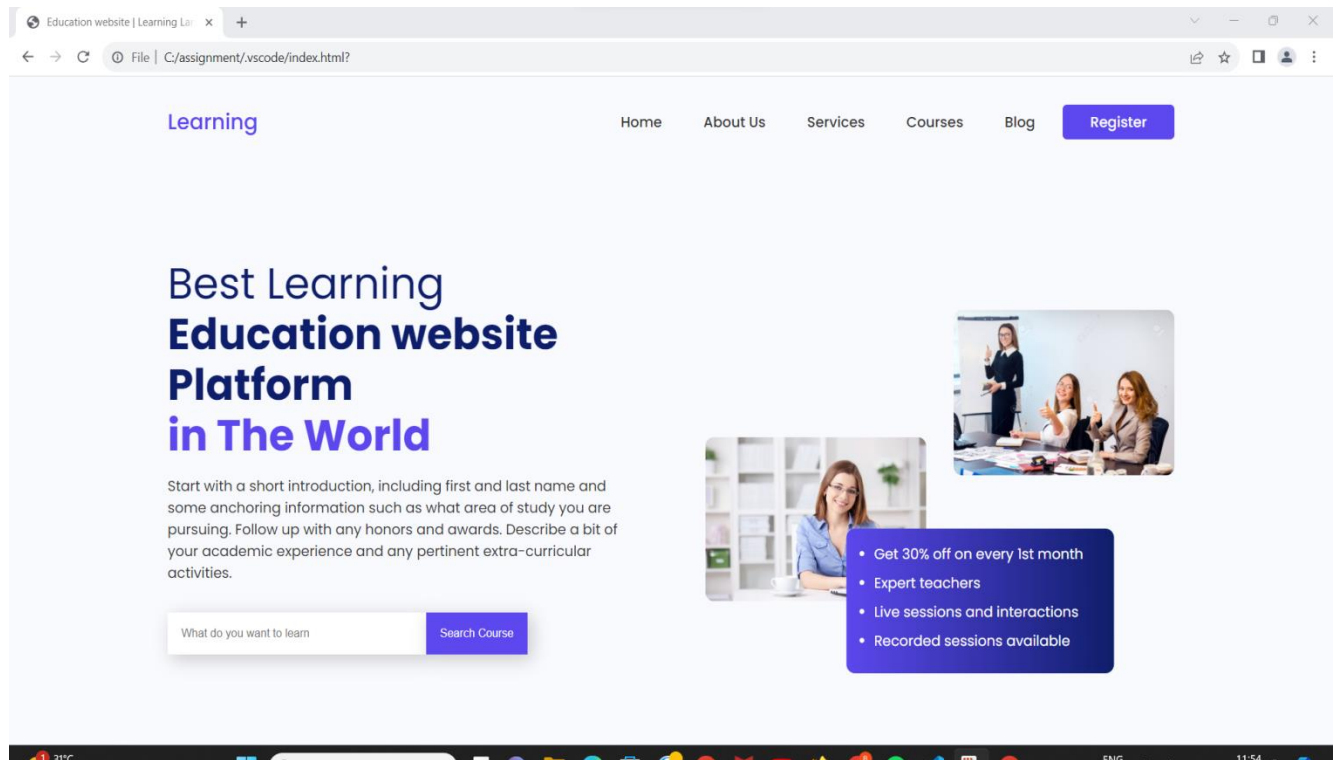 Education website | Learning Lar
File | C:/assignment/.vscode/index.html?
Learning Home About Us Services Courses Blog Register
Best Learning
Education website
Platform
in The World
Start with a short introduction, including first and last name and
some anchoring information such as what area of study you are
pursuing. Follow up with any honors and awards. Describe a bit of
your academic experience and any pertinent extra-curricular
activities.
What do you want to learn Search Course
• Get 30% off on every 1st month
• Expert teachers
• Live sessions and interactions
• Recorded sessions available
1 31°C ENG 11:54